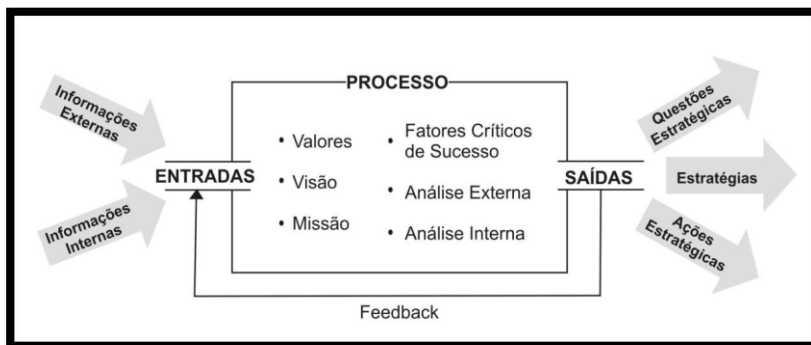 PROCESSO
Informações
Externas
Informações
Internas
ENTRADAS
• Valores
• Visão
• Missão
• Fatores Críticos
de Sucesso
• Análise Externa
• Análise Interna
SAÍDAS
Questões
Estratégicas
Estratégias
Ações
Estratégicas
Feedback